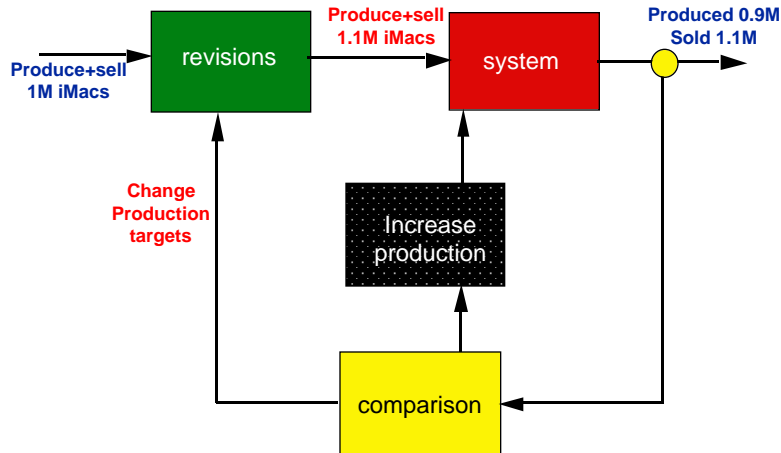 Produce+sell
1M iMacs
revisions
Produce+sell
1.1M iMacs
system
Produced 0.9M
Sold 1.1M
Change
Production
targets
Increase
production
comparison